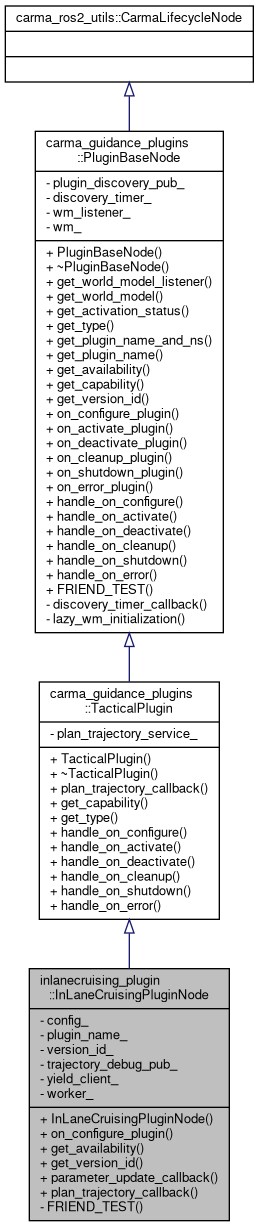 carma_ros2_utils::CarmaLifecycleNode
carma_guidance_plugins
::PluginBaseNode
- plugin_discovery_pub_
- discovery_timer_
- wm_listener_
- wm_
+ PluginBaseNode()
+ ~PluginBaseNode()
+ get_world_model_listener()
+ get_world_model()
+ get_activation_status()
+ get_type()
+ get_plugin_name_and_ns()
+ get_plugin_name()
+ get_availability()
+ get_capability()
+ get_version_id()
+ on_configure_plugin()
+ on_activate_plugin()
+ on_deactivate_plugin()
+ on_cleanup_plugin()
+ on_shutdown_plugin()
+ on_error_plugin()
+ handle_on_configure()
+ handle_on_activate()
+ handle_on_deactivate()
+ handle_on_cleanup()
+ handle_on_shutdown()
+ handle_on_error()
+ FRIEND_TEST()
- discovery_timer_callback()
- lazy_wm_initialization()
carma_guidance_plugins
::TacticalPlugin
- plan_trajectory_service_
+ TacticalPlugin()
+ ~TacticalPlugin()
+ plan_trajectory_callback()
+ get_capability()
+ get_type()
+ handle_on_configure()
+ handle_on_activate()
+ handle_on_deactivate()
+ handle_on_cleanup()
+ handle_on_shutdown()
+ handle_on_error()
inlanecruising_plugin
::InLaneCruisingPluginNode
- config_
- plugin_name_
- version_id_
- trajectory_debug_pub_
- yield_client_
- worker_
+ InLaneCruisingPluginNode()
+ on_configure_plugin()
+ get_availability()
+ get_version_id()
+ parameter_update_callback()
+ plan_trajectory_callback()
- FRIEND_TEST()